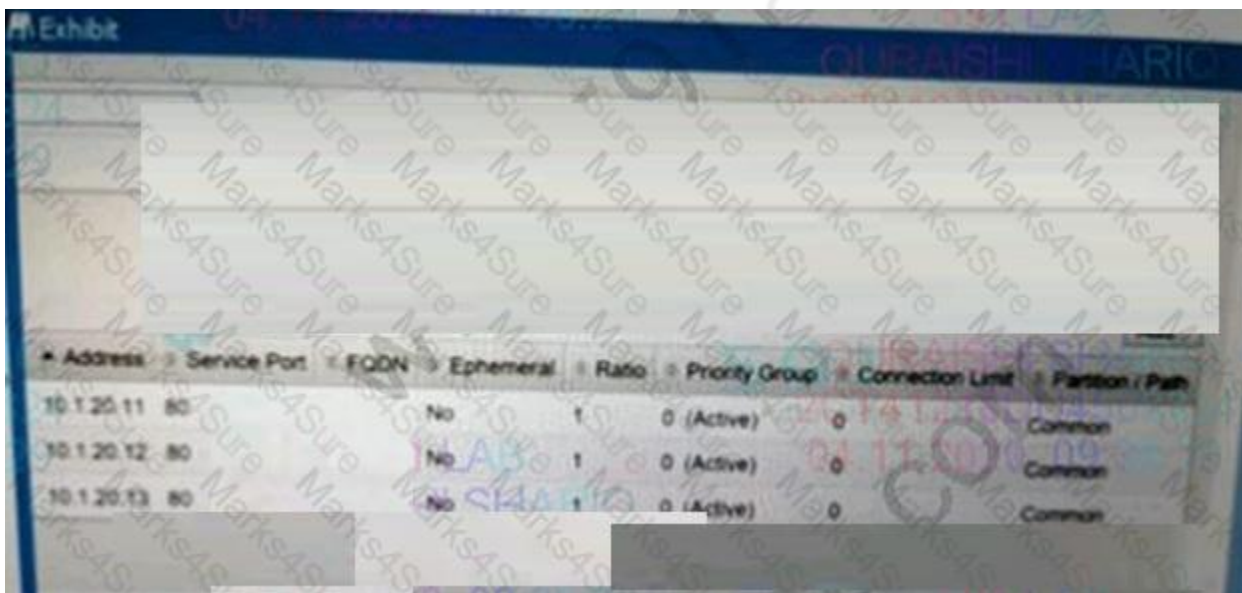 Exhibit
Address Service Port FQDN Ephemeral Ratio Priority Group Connection Limit Partition / Path
10.1.20.11 80 No 1 0 (Active) 0 Common
10.1.20.12 80 No 1 0 (Active) 0 Common
10.1.20.13 80 No 1 0 (Active) 0 Common
Marks4Sure